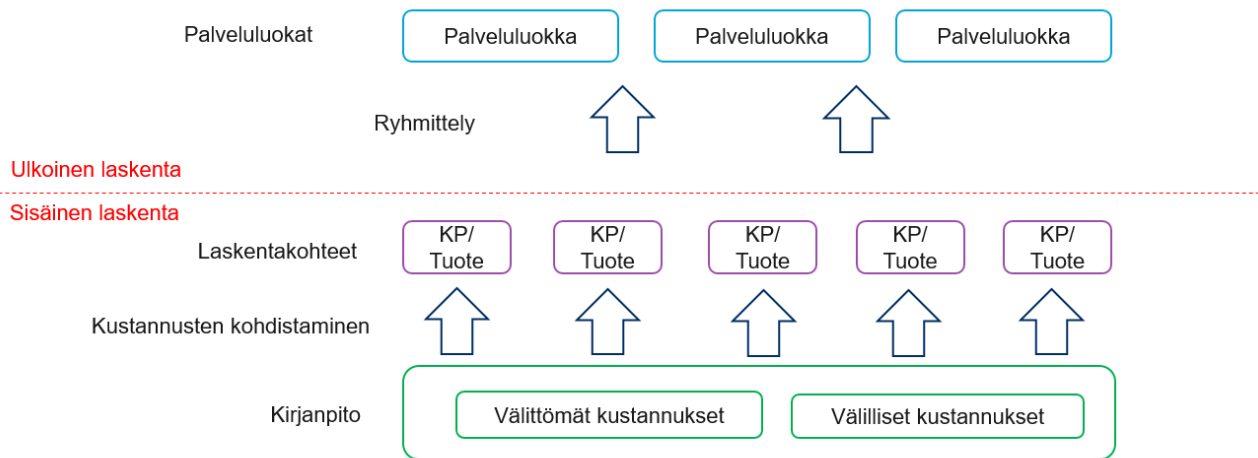 Palveluluokat
Palveluluokka
Palveluluokka
Palveluluokka
Ryhmittely
Ulkoinen laskenta
Sisäinen laskenta
Laskentakohteet
KP/
Tuote
KP/
Tuote
KP/
Tuote
KP/
Tuote
KP/
Tuote
Kustannusten kohdistaminen
Kirjanpito
Välittömät kustannukset
Välilliset kustannukset